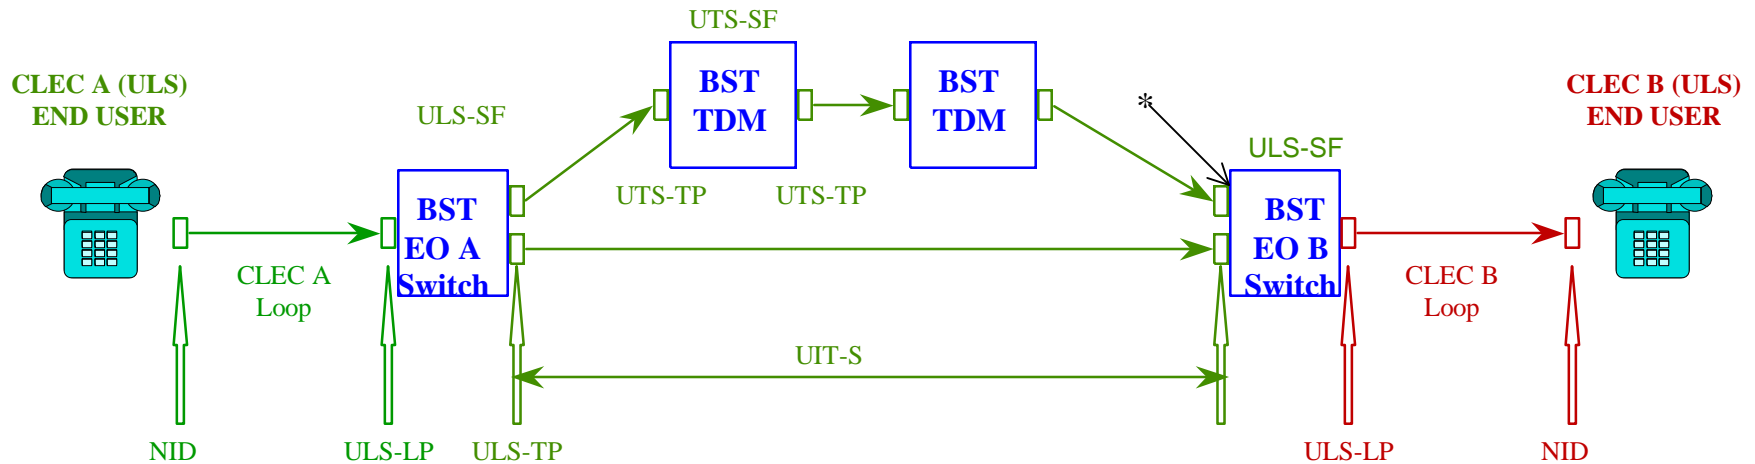 UTS-SF
CLEC A (ULS)
END USER
ULS-SF
BST
TDM
BST
TDM
*
CLEC B (ULS)
END USER
ULS-SF
UTS-TP
UTS-TP
BST
EO A
Switch
BST
EO B
Switch
CLEC A
Loop
CLEC B
Loop
UIT-S
NID
ULS-LP
ULS-TP
ULS-LP
NID